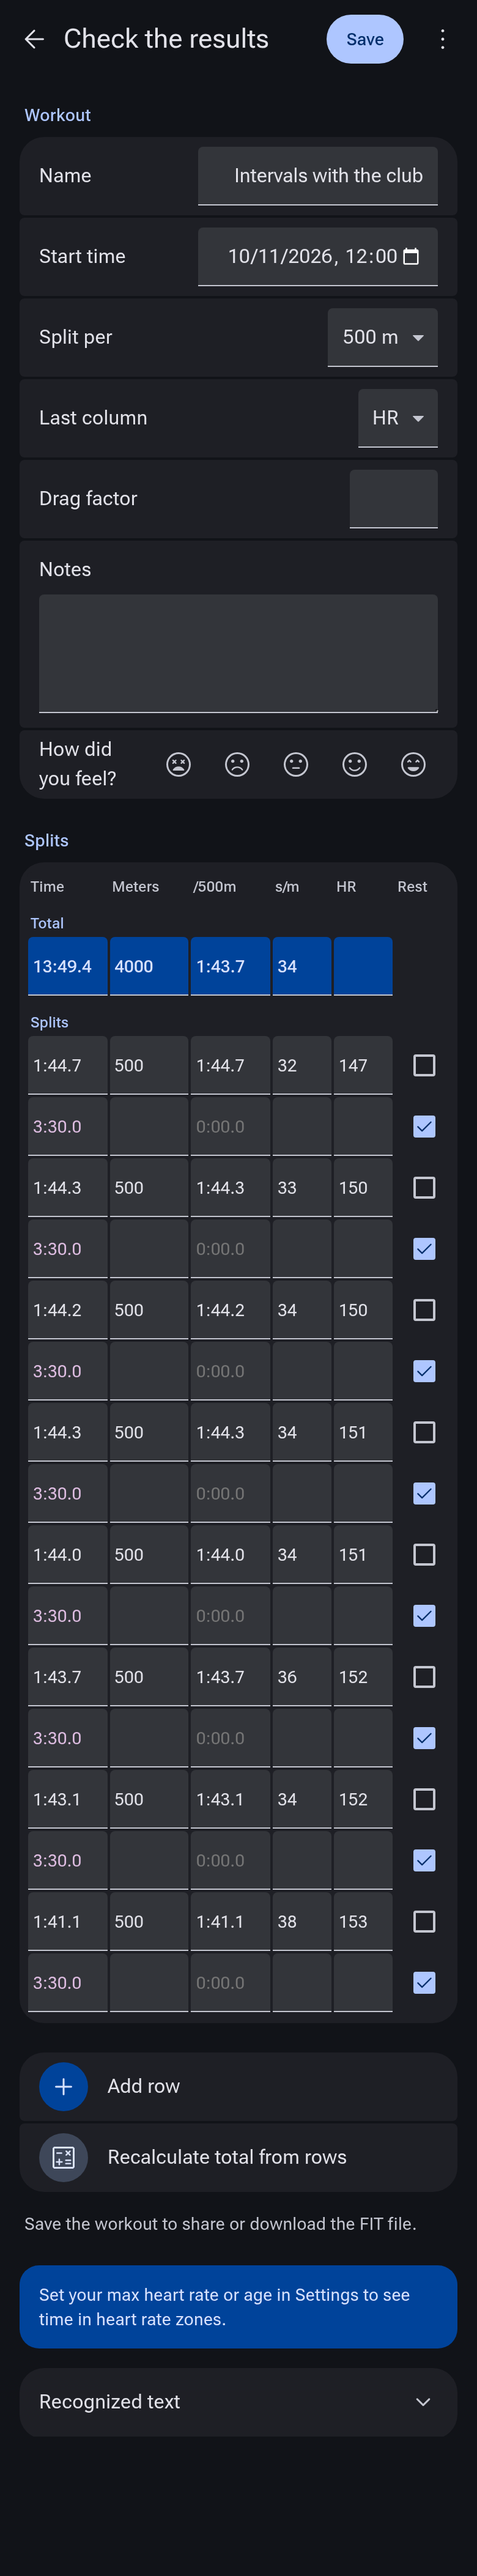 Check the results
Save
Workout
Name
Intervals with the club
Start time
10/11/2026, 12:00
Split per
500 m
Last column
HR
Drag factor
Notes
How did
you feel?
Splits
Time Meters /500m s/m HR Rest
Total
13:49.4 4000 1:43.7 34
Splits
1:44.7 500 1:44.7 32 147
3:30.0 0:00.0
1:44.3 500 1:44.3 33 150
3:30.0 0:00.0
1:44.2 500 1:44.2 34 150
3:30.0 0:00.0
1:44.3 500 1:44.3 34 151
3:30.0 0:00.0
1:44.0 500 1:44.0 34 151
3:30.0 0:00.0
1:43.7 500 1:43.7 36 152
3:30.0 0:00.0
1:43.1 500 1:43.1 34 152
3:30.0 0:00.0
1:41.1 500 1:41.1 38 153
3:30.0 0:00.0
Add row
Recalculate total from rows
Save the workout to share or download the FIT file.
Set your max heart rate or age in Settings to see
time in heart rate zones.
Recognized text